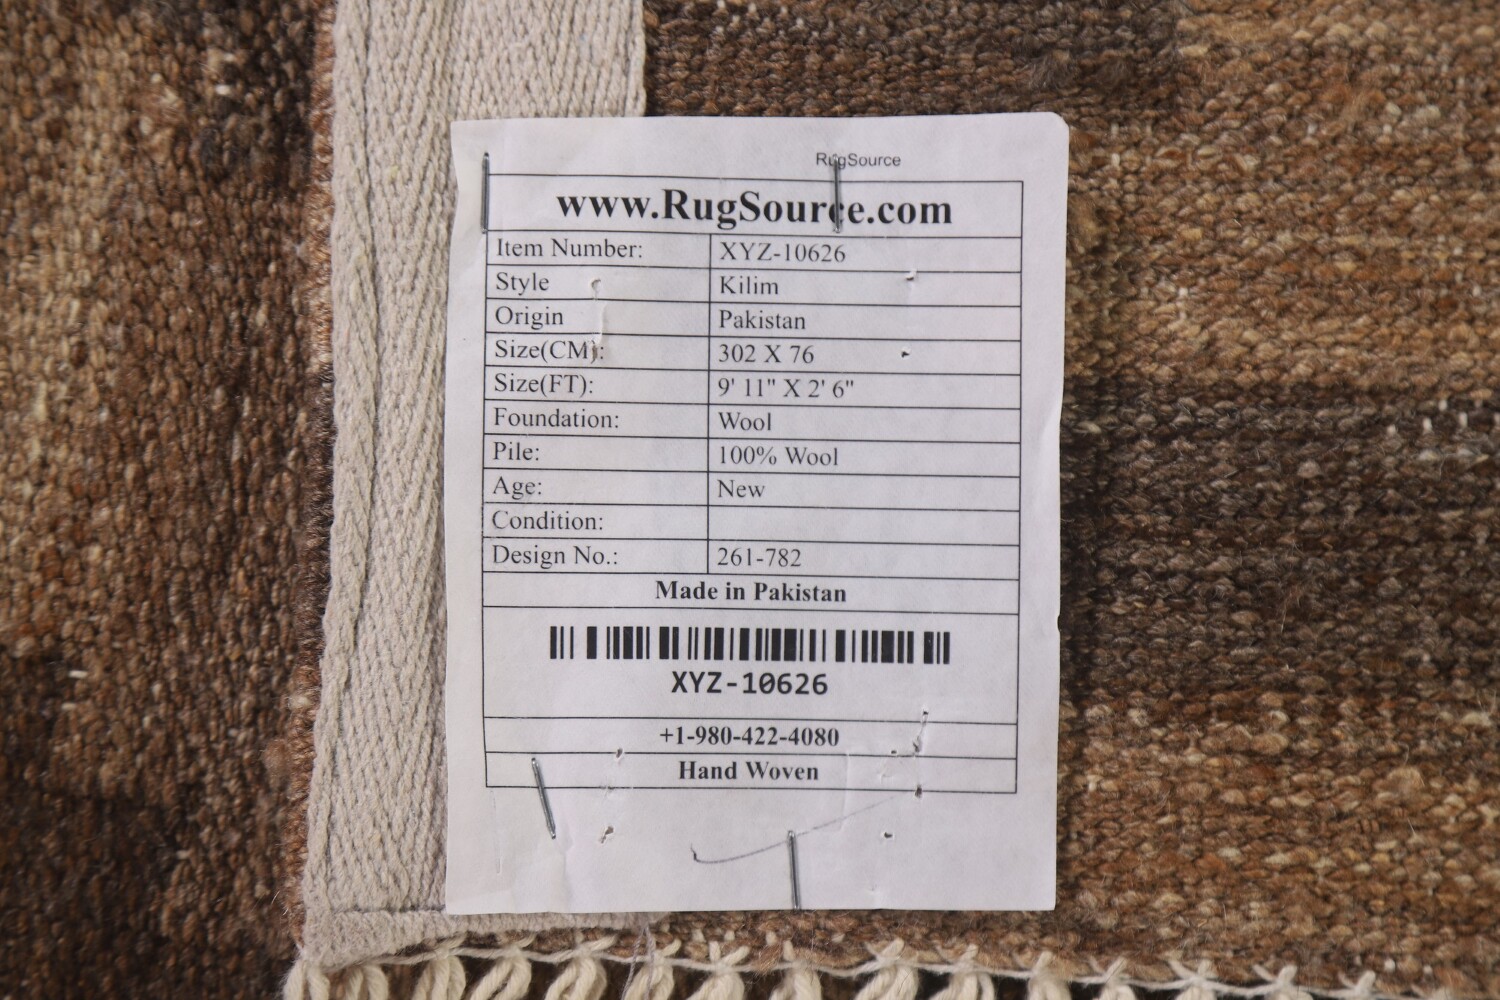 RugSource
www.RugSource.com
Item Number: XYZ-10626
Style Kilim
Origin Pakistan
Size(CM): 302 X 76
Size(FT): 9' 11" X 2' 6"
Foundation: Wool
Pile: 100% Wool
Age: New
Condition:
Design No.: 261-782
Made in Pakistan
XYZ-10626
+1-980-422-4080
Hand Woven